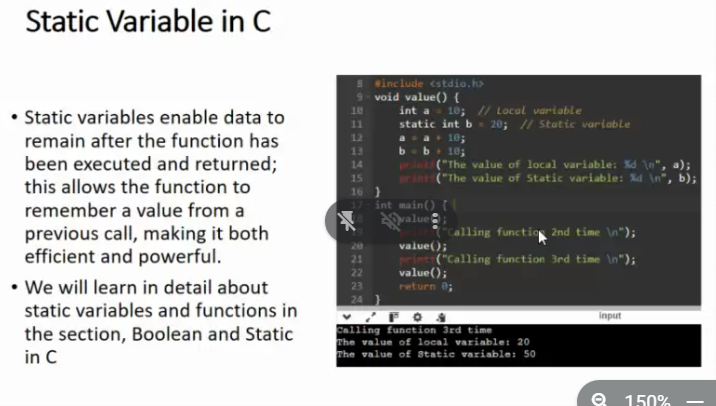 Static Variable in C
• Static variables enable data to
remain after the function has
been executed and returned;
this allows the function to
remember a value from a
previous call, making it both
efficient and powerful.
• We will learn in detail about
static variables and functions in
the section, Boolean and Static
in C
8 #include <stdio.h>
9 void value() {
10 int a = 10; // Local variable
11 static int b = 20; // Static variable
12 a = a + 10;
13 b = b + 10;
14 printf("The value of local variable: %d \n", a);
15 printf("The value of Static variable: %d \n", b);
16 }
17 int main() {
value();
("Calling function 2nd time \n");
20 value();
21 printf("Calling function 3rd time \n");
22 value();
23 return 0;
24 }
input
Calling function 3rd time
The value of local variable: 20
The value of Static variable: 50
150%